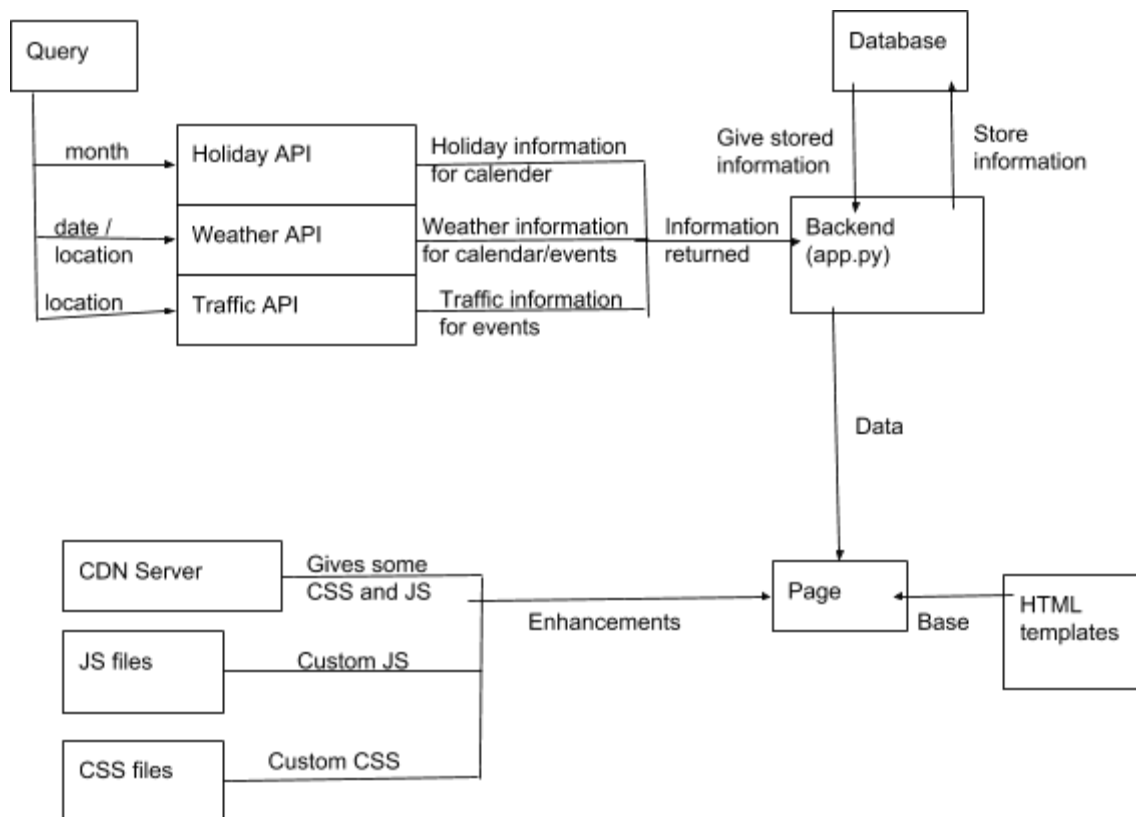 Query
Database
month
Holiday API
Holiday information
for calender
Give stored
information
Store
information
date /
location
Weather API
Weather information
for calendar/events
Information
returned
Backend
(app.py)
location
Traffic API
Traffic information
for events
Data
CDN Server
Gives some
CSS and JS
Enhancements
Page
Base
HTML
templates
JS files
Custom JS
CSS files
Custom CSS